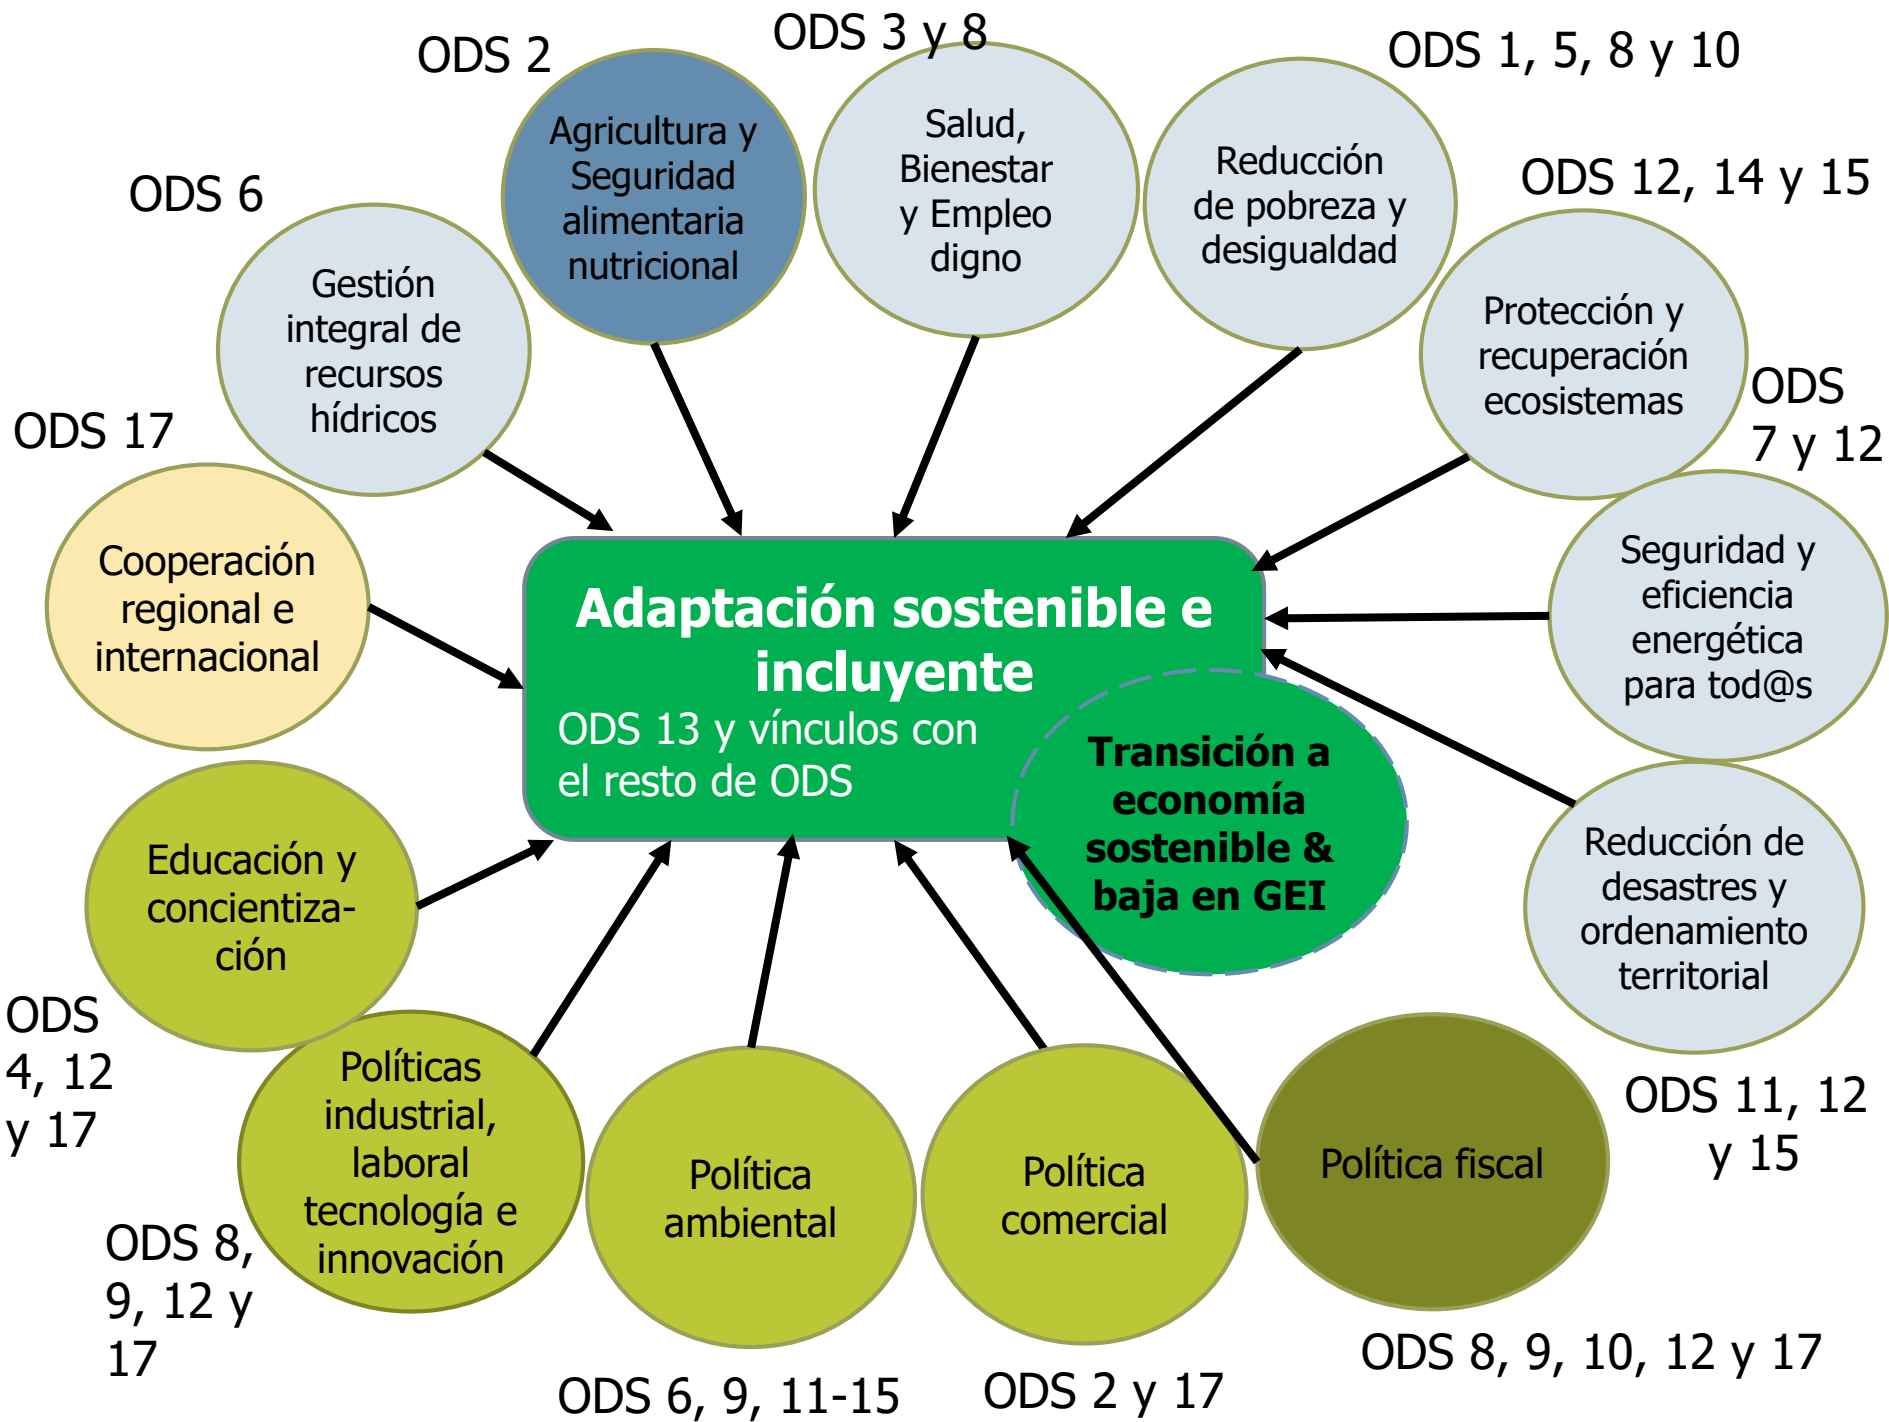 ODS 2
ODS 3 y 8
ODS 1, 5, 8 y 10
Agricultura y
Seguridad
alimentaria
nutricional
Salud,
Bienestar
y Empleo
digno
Reducción
de pobreza y
desigualdad
ODS 6
ODS 12, 14 y 15
Gestión
integral de
recursos
hídricos
Protección y
recuperación
ecosistemas
ODS
7 y 12
ODS 17
Cooperación
regional e
internacional
Seguridad y
eficiencia
energética
para tod@s
Adaptación sostenible e
incluyente
ODS 13 y vínculos con
el resto de ODS
Transición a
economía
sostenible &
baja en GEI
Educación y
concientiza-
ción
Reducción de
desastres y
ordenamiento
territorial
ODS
4, 12
y 17
ODS 11, 12
y 15
Políticas
industrial,
laboral
tecnología e
innovación
Política
ambiental
Política
comercial
Política fiscal
ODS 8,
9, 12 y
17
ODS 6, 9, 11-15
ODS 2 y 17
ODS 8, 9, 10, 12 y 17